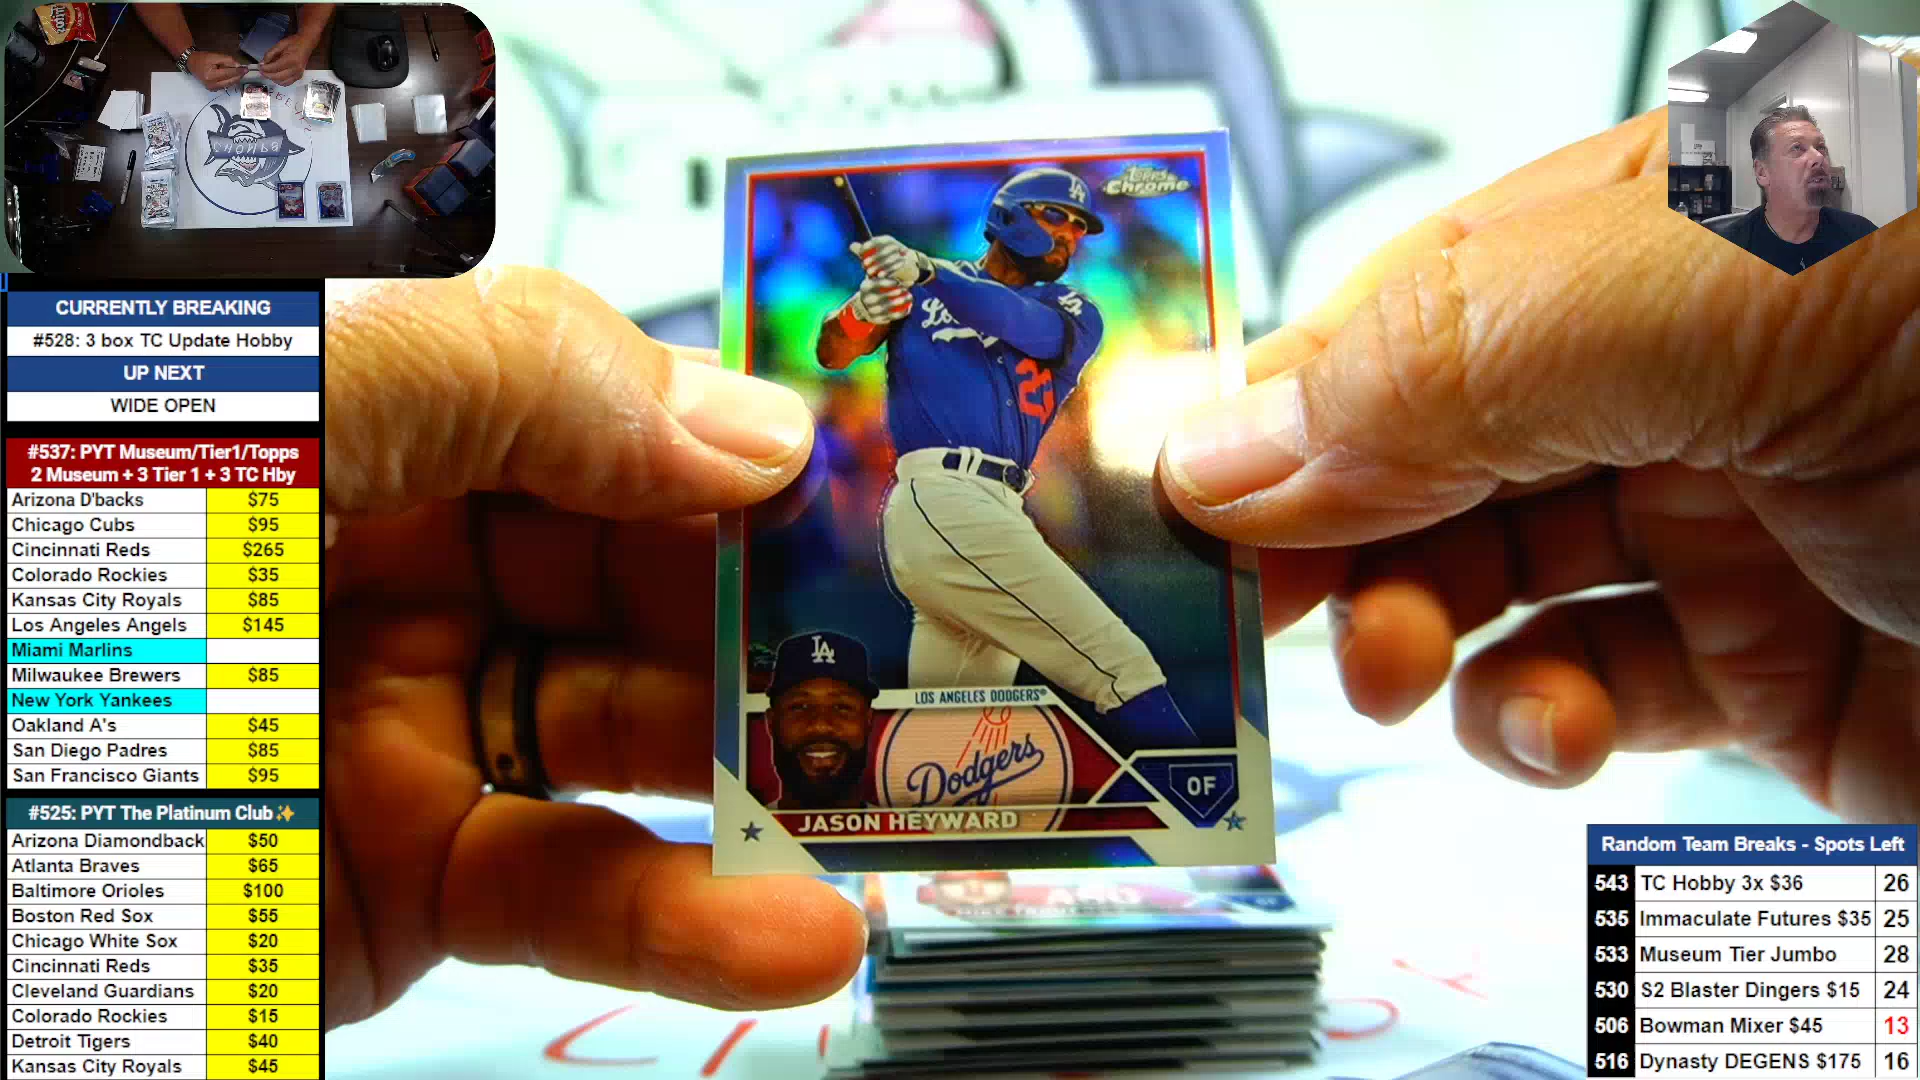 CURRENTLY BREAKING
#528: 3 box TC Update Hobby
UP NEXT
WIDE OPEN
#537: PYT Museum/Tier1/Topps
2 Museum + 3 Tier 1 + 3 TC Hby
Arizona D'backs $75
Chicago Cubs $95
Cincinnati Reds $265
Colorado Rockies $35
Kansas City Royals $85
Los Angeles Angels $145
Miami Marlins
Milwaukee Brewers $85
New York Yankees
Oakland A's $45
San Diego Padres $85
San Francisco Giants $95
#525: PYT The Platinum Club✨
Arizona Diamondback $50
Atlanta Braves $65
Baltimore Orioles $100
Boston Red Sox $55
Chicago White Sox $20
Cincinnati Reds $35
Cleveland Guardians $20
Colorado Rockies $15
Detroit Tigers $40
Kansas City Royals $45
Topps
Chrome
LA
LA
23
LA
LOS ANGELES DODGERS®
Dodgers
OF
JASON HEYWARD
Random Team Breaks - Spots Left
543 TC Hobby 3x $36 26
535 Immaculate Futures $35 25
533 Museum Tier Jumbo 28
530 S2 Blaster Dingers $15 24
506 Bowman Mixer $45 13
516 Dynasty DEGENS $175 16